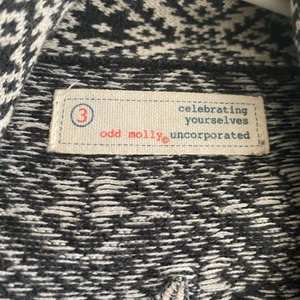 3
celebrating
yourselves
odd molly© uncorporated